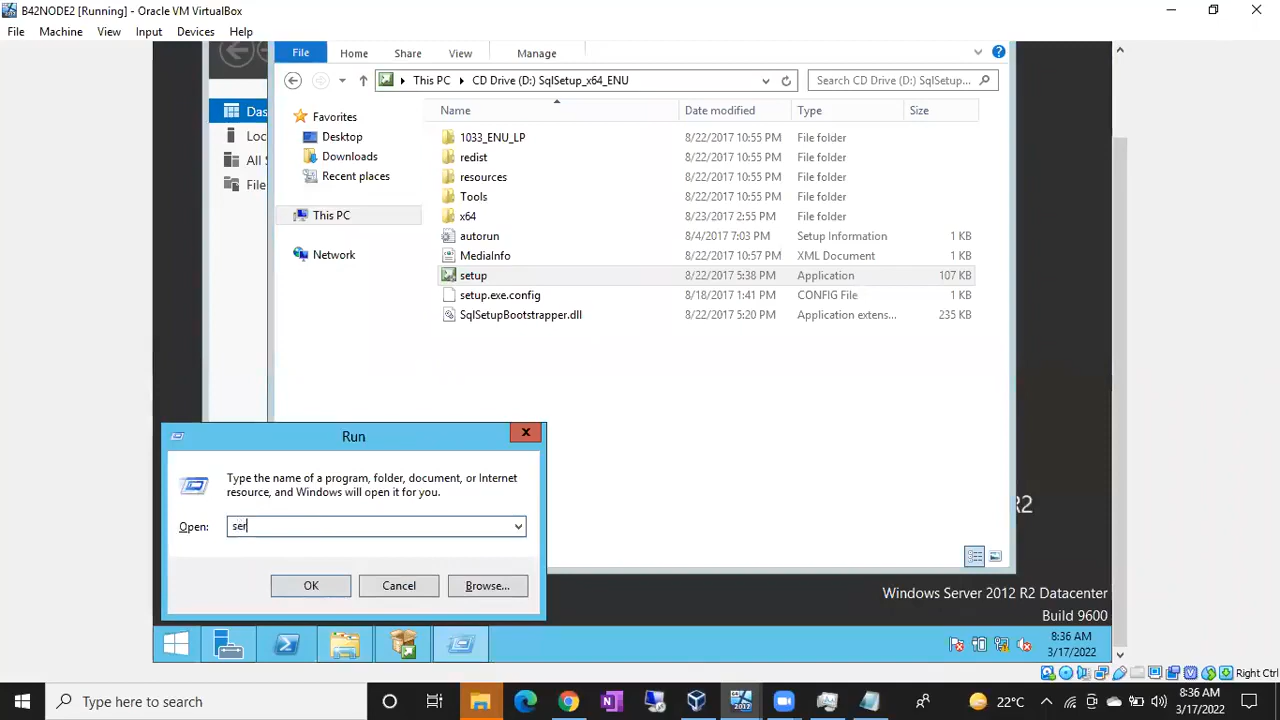 B42NODE2 [Running] - Oracle VM VirtualBox
File Machine View Input Devices Help
File Home Share View Manage
This PC CD Drive (D:) SqlSetup_x64_ENU
Search CD Drive (D:) SqlSetup...
Name Date modified Type Size
Das
Loc
All S
File
Favorites
Desktop
Downloads
Recent places
This PC
Network
1033_ENU_LP 8/22/2017 10:55 PM File folder
redist 8/22/2017 10:55 PM File folder
resources 8/22/2017 10:55 PM File folder
Tools 8/22/2017 10:55 PM File folder
x64 8/23/2017 2:55 PM File folder
autorun 8/4/2017 7:03 PM Setup Information 1 KB
MediaInfo 8/22/2017 10:57 PM XML Document 1 KB
setup 8/22/2017 5:38 PM Application 107 KB
setup.exe.config 8/18/2017 1:41 PM CONFIG File 1 KB
SqlSetupBootstrapper.dll 8/22/2017 5:20 PM Application extens... 235 KB
Run
Type the name of a program, folder, document, or Internet
resource, and Windows will open it for you.
Open: ser
OK Cancel Browse...
R2
Windows Server 2012 R2 Datacenter
Build 9600
8:36 AM
3/17/2022
Right Ctrl
Type here to search
22°C
8:36 AM
3/17/2022